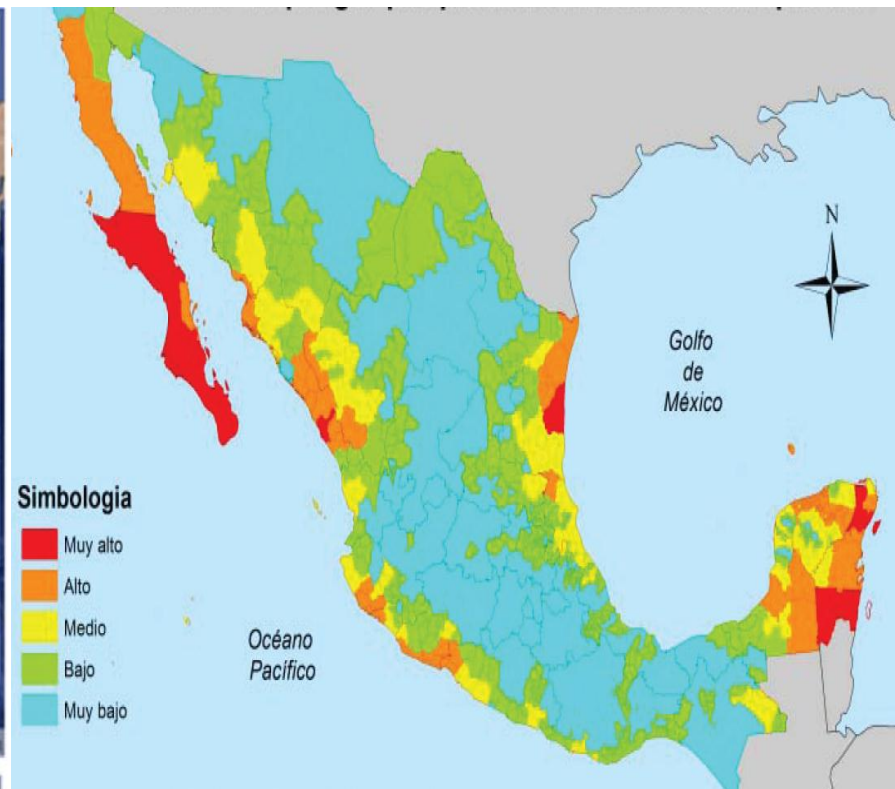 N
Golfo
de
México
Simbologia
Muy alto
Alto
Medio
Bajo
Muy bajo
Océano
Pacífico